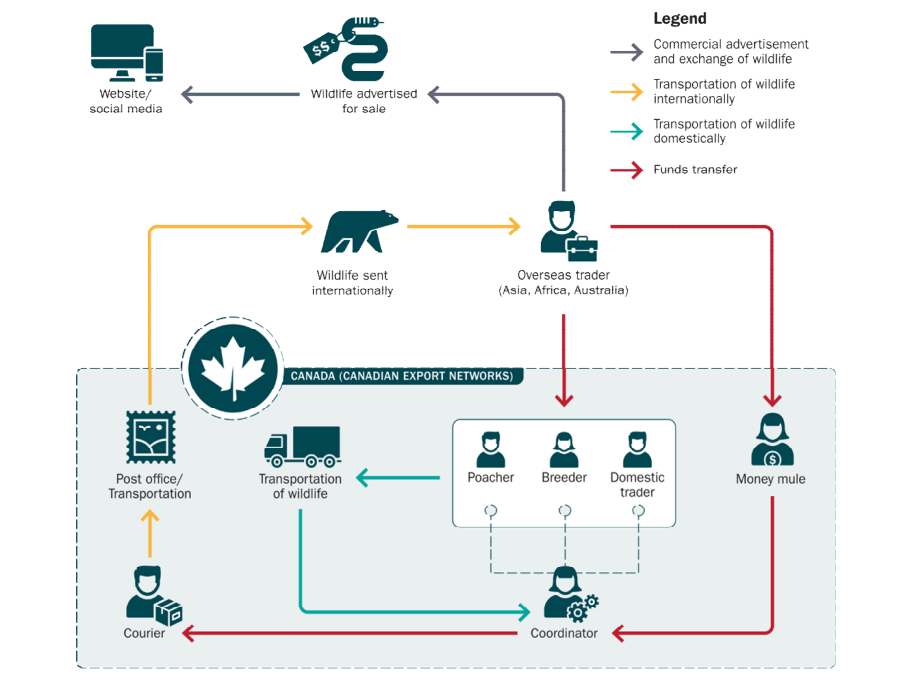 Legend
Commercial advertisement
and exchange of wildlife
Transportation of wildlife
internationally
Transportation of wildlife
domestically
Funds transfer
$$
Website/
social media
Wildlife advertised
for sale
Wildlife sent
internationally
Overseas trader
(Asia, Africa, Australia)
CANADA (CANADIAN EXPORT NETWORKS)
Post office/
Transportation
Transportation
of wildlife
Poacher
Breeder
Domestic
trader
$
Money mule
Courier
Coordinator